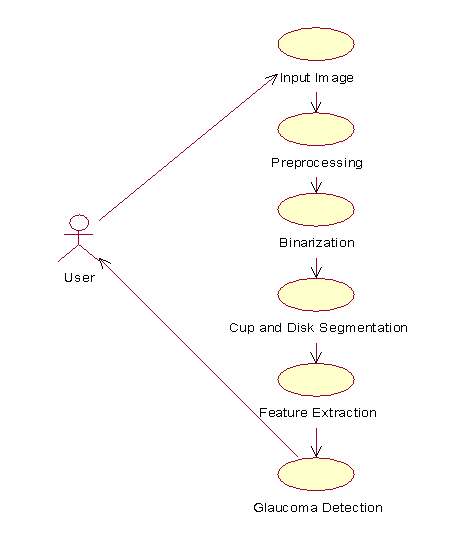 Input Image
Preprocessing
Binarization
User
Cup and Disk Segmentation
Feature Extraction
Glaucoma Detection